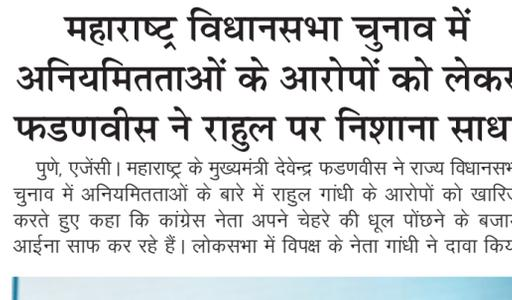 महाराष्ट्र विधानसभा चुनाव में
अनियमितताओं के आरोपों को लेकर
फडणवीस ने राहुल पर निशाना साध
पुणे, एजेंसी। महाराष्ट्र के मुख्यमंत्री देवेन्द्र फडणवीस ने राज्य विधानसभ
चुनाव में अनियमितताओं के बारे में राहुल गांधी के आरोपों को खारिज
करते हुए कहा कि कांग्रेस नेता अपने चेहरे की धूल पोंछने के बजाय
आईना साफ कर रहे हैं। लोकसभा में विपक्ष के नेता गांधी ने दावा किय